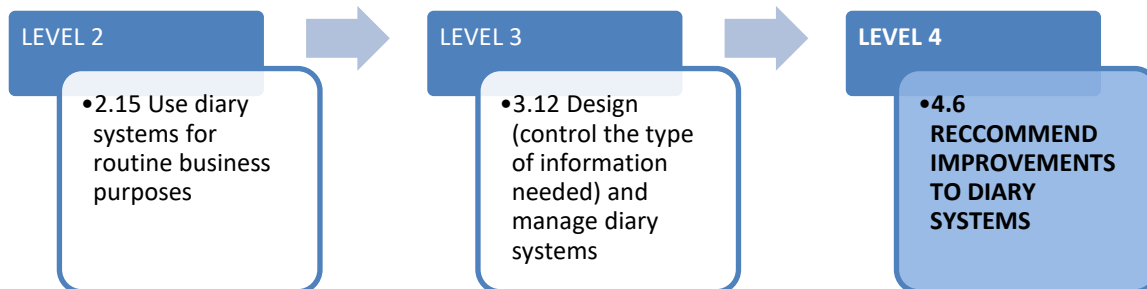 LEVEL 2
•2.15 Use diary
systems for
routine business
purposes
LEVEL 3
•3.12 Design
(control the type
of information
needed) and
manage diary
systems
LEVEL 4
•4.6
RECCOMMEND
IMPROVEMENTS
TO DIARY
SYSTEMS